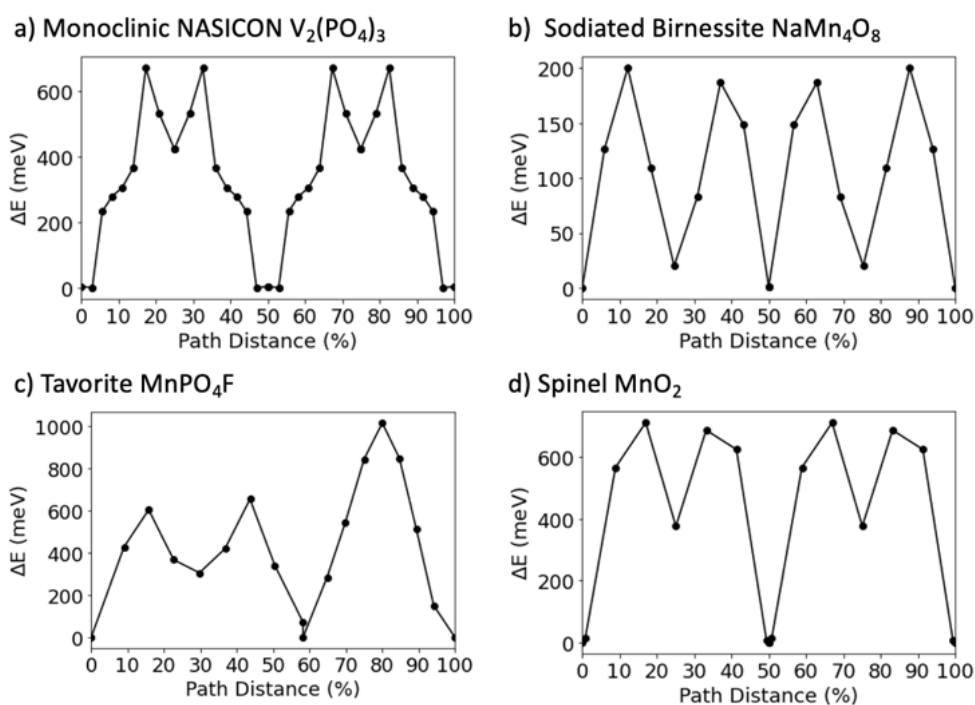 a) Monoclinic NASICON V₂(PO₄)₃
ΔE (meV)
600
400
200
0
0 10 20 30 40 50 60 70 80 90 100
Path Distance (%)
b) Sodiated Birnessite NaMn₄O₈
ΔE (meV)
200
150
100
50
0
0 10 20 30 40 50 60 70 80 90 100
Path Distance (%)
c) Tavorite MnPO₄F
ΔE (meV)
1000
800
600
400
200
0
0 10 20 30 40 50 60 70 80 90 100
Path Distance (%)
d) Spinel MnO₂
ΔE (meV)
600
400
200
0
0 10 20 30 40 50 60 70 80 90 100
Path Distance (%)